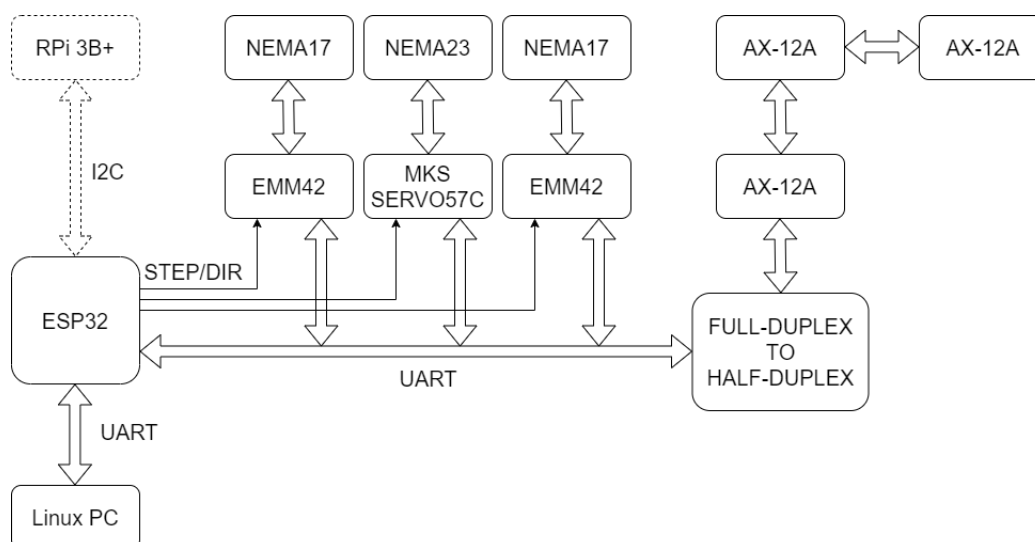 RPi 3B+
NEMA17
NEMA23
NEMA17
AX-12A
AX-12A
I2C
EMM42
MKS
SERVO57C
EMM42
AX-12A
STEP/DIR
ESP32
FULL-DUPLEX
TO
HALF-DUPLEX
UART
UART
Linux PC